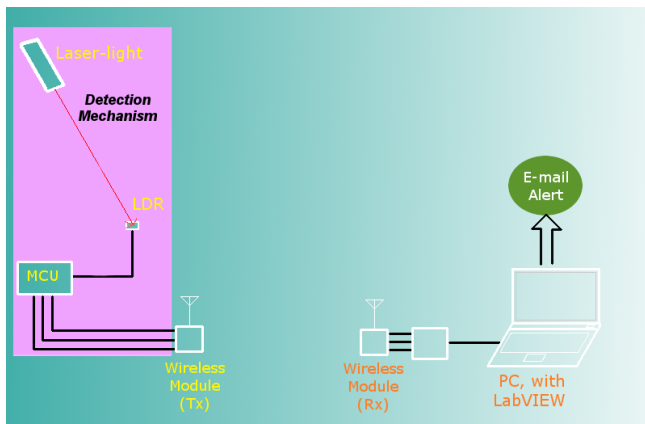 Laser-light
Detection
Mechanism
LDR
MCU
Wireless
Module
(Tx)
Wireless
Module
(Rx)
E-mail
Alert
PC, with
LabVIEW